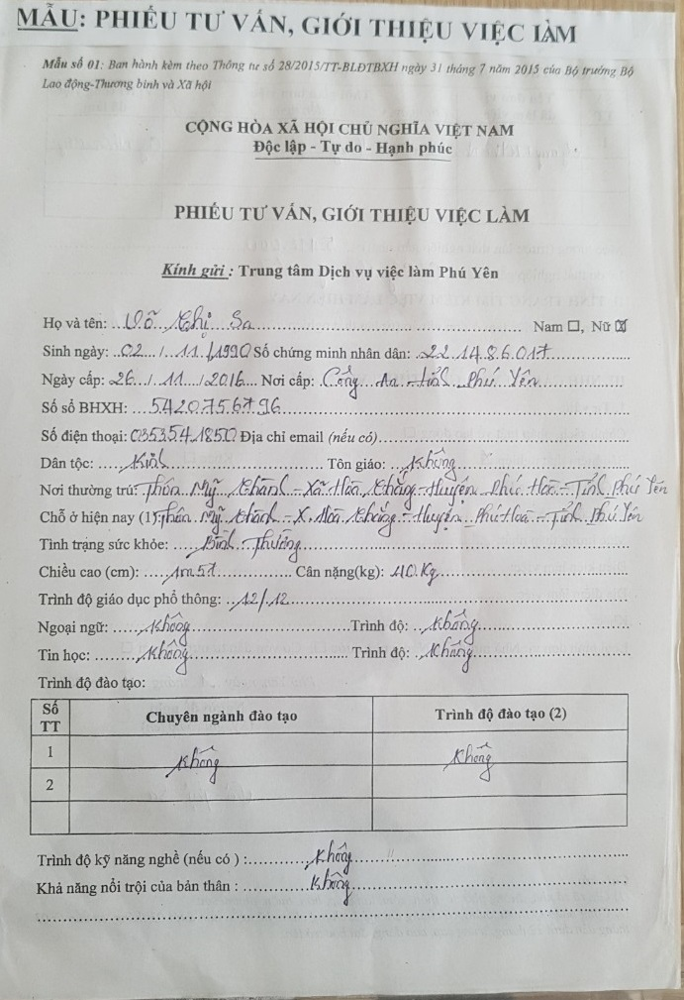 MẪU: PHIẾU TƯ VẤN, GIỚI THIỆU VIỆC LÀM
Mẫu số 01: Ban hành kèm theo Thông tư số 28/2015/TT-BLĐTBXH ngày 31 tháng 7 năm 2015 của Bộ trưởng Bộ
Lao động-Thương binh và Xã hội
CỘNG HÒA XÃ HỘI CHỦ NGHĨA VIỆT NAM
Độc lập - Tự do - Hạnh phúc
PHIẾU TƯ VẤN, GIỚI THIỆU VIỆC LÀM
Kính gửi : Trung tâm Dịch vụ việc làm Phú Yên
Họ và tên: Võ Thị Sa Nam ☐, Nữ ☒
Sinh ngày: 02 / 11 / 1990 Số chứng minh nhân dân: 221486017
Ngày cấp: 26 / 11 / 2016 Nơi cấp: Công An tỉnh Phú Yên
Số sổ BHXH: 5420756796
Số điện thoại: 0353541850 Địa chỉ email (nếu có)
Dân tộc: Kinh Tôn giáo: Không
Nơi thường trú: Thôn Mỹ Thành - Xã Hòa Thắng - Huyện Phú Hòa - Tỉnh Phú Yên
Chỗ ở hiện nay (1): Thôn Mỹ Thành - X. Hòa Thắng - Huyện Phú Hòa - Tỉnh Phú Yên
Tình trạng sức khỏe: Bình Thường
Chiều cao (cm): 1m57 Cân nặng(kg): 40 Kg
Trình độ giáo dục phổ thông: 12/12
Ngoại ngữ: Không Trình độ: Không
Tin học: Không Trình độ: Không
Trình độ đào tạo:
Số TT Chuyên ngành đào tạo Trình độ đào tạo (2)
1 Không Không
2
Trình độ kỹ năng nghề (nếu có ) : Không
Khả năng nổi trội của bản thân : Không